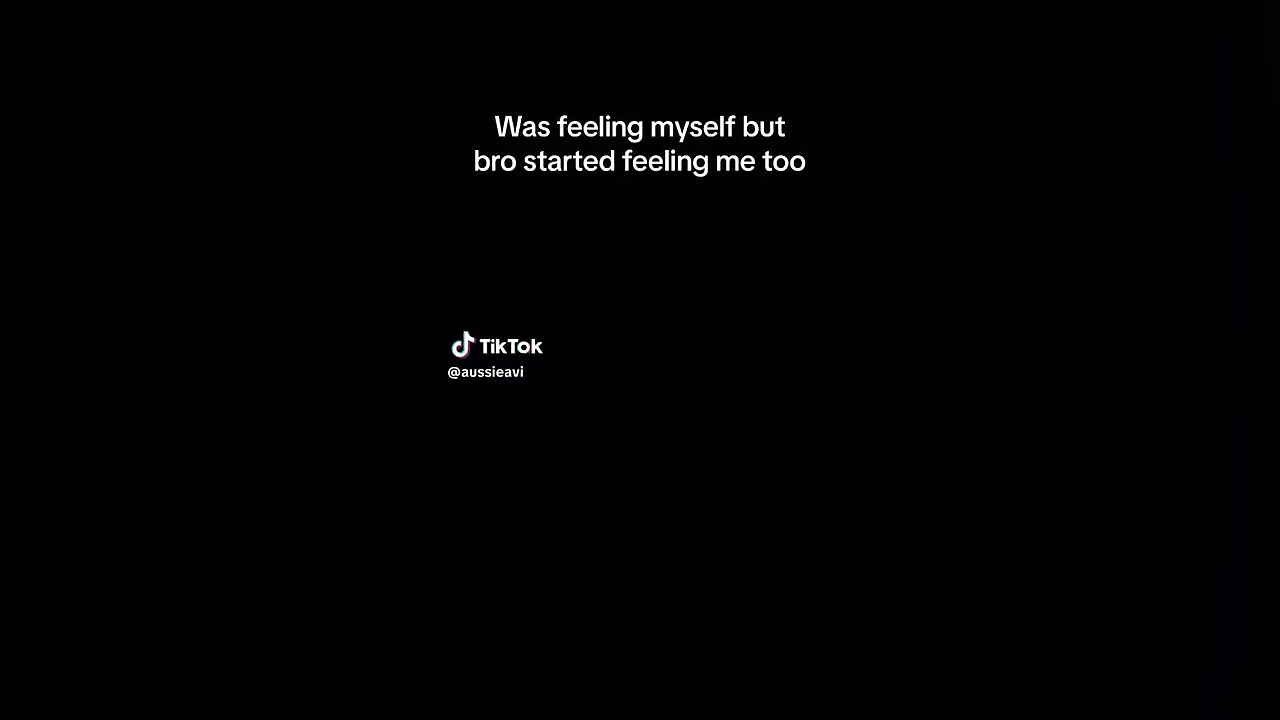 Was feeling myself but
bro started feeling me too
TikTok
@aussieavi